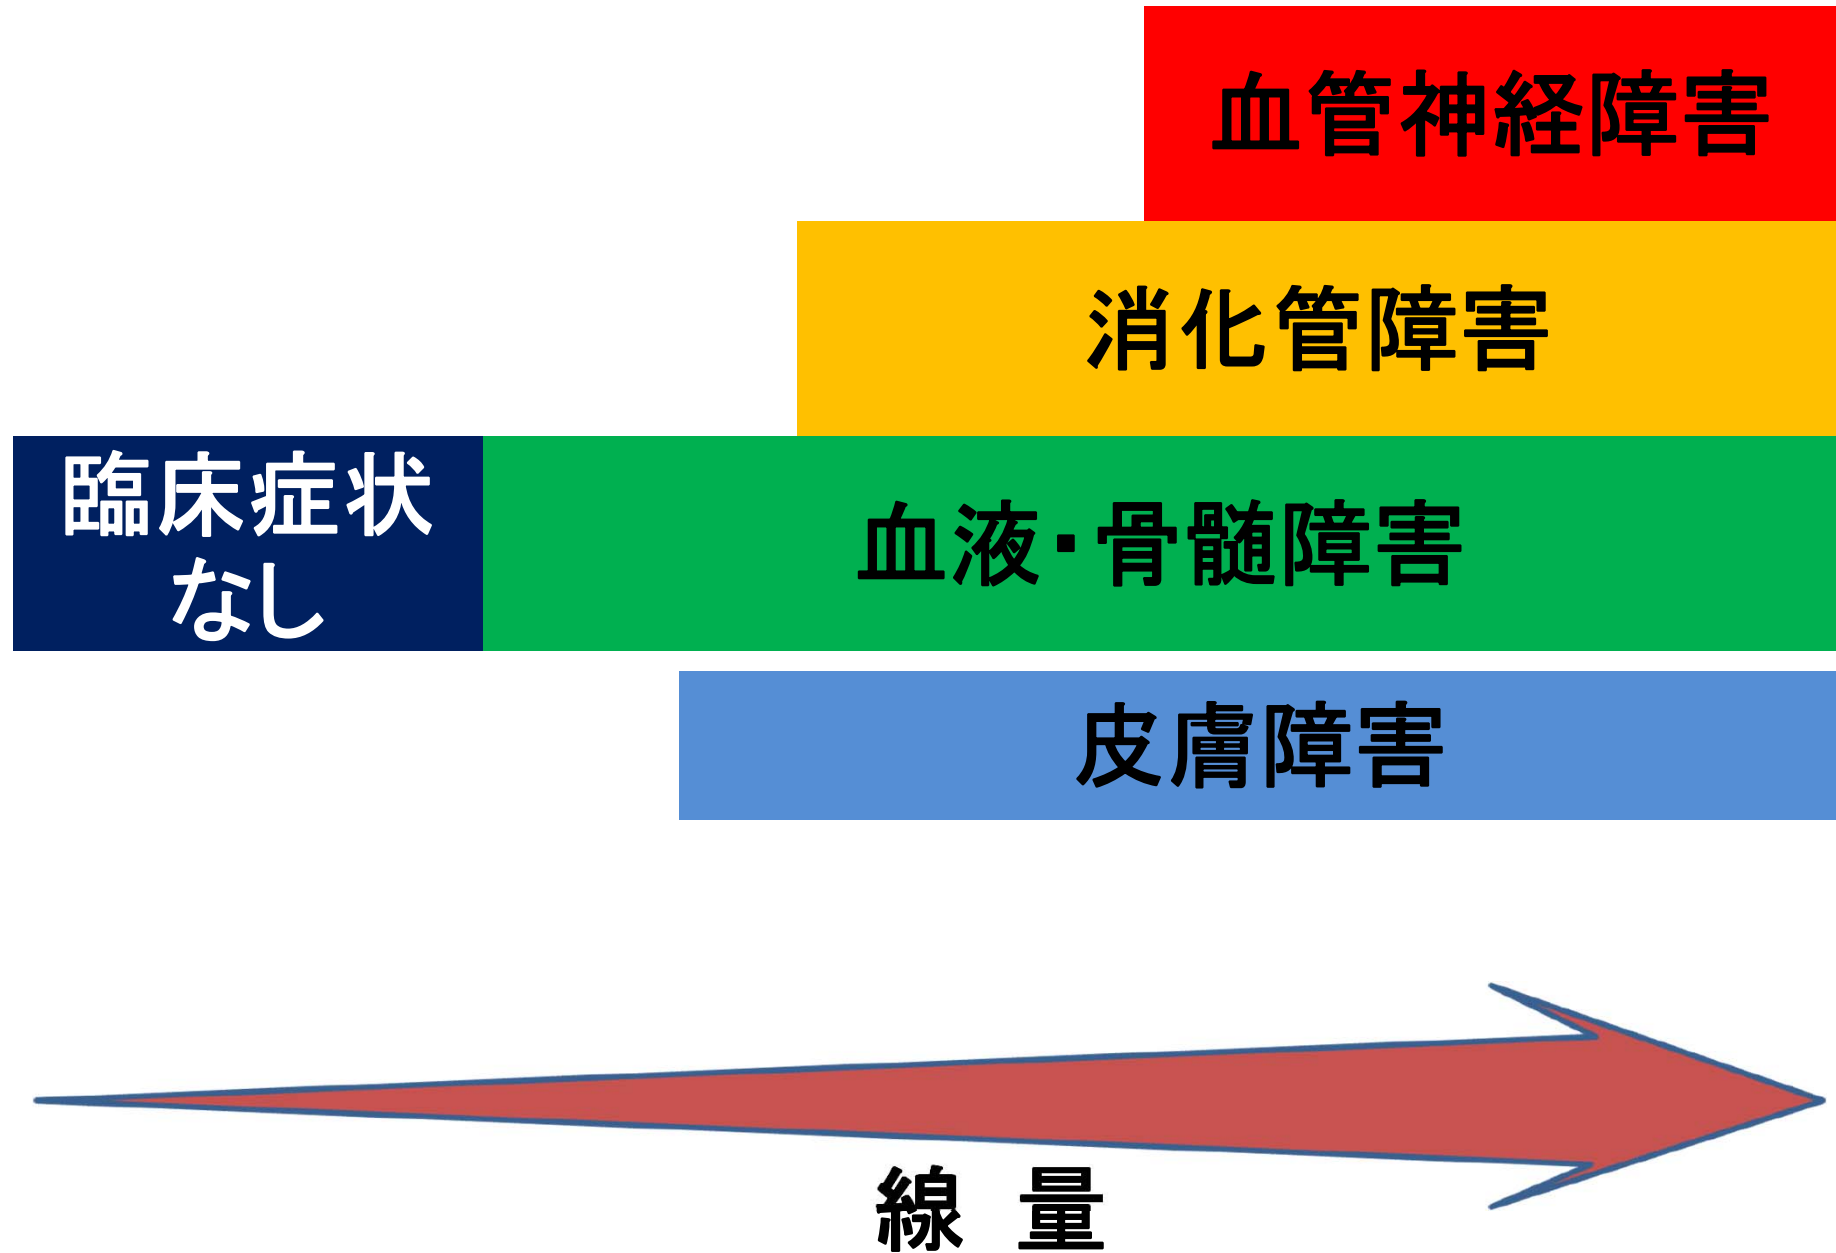 血管神経障害
消化管障害
臨床症状
なし
血液・骨髄障害
皮膚障害
線 量